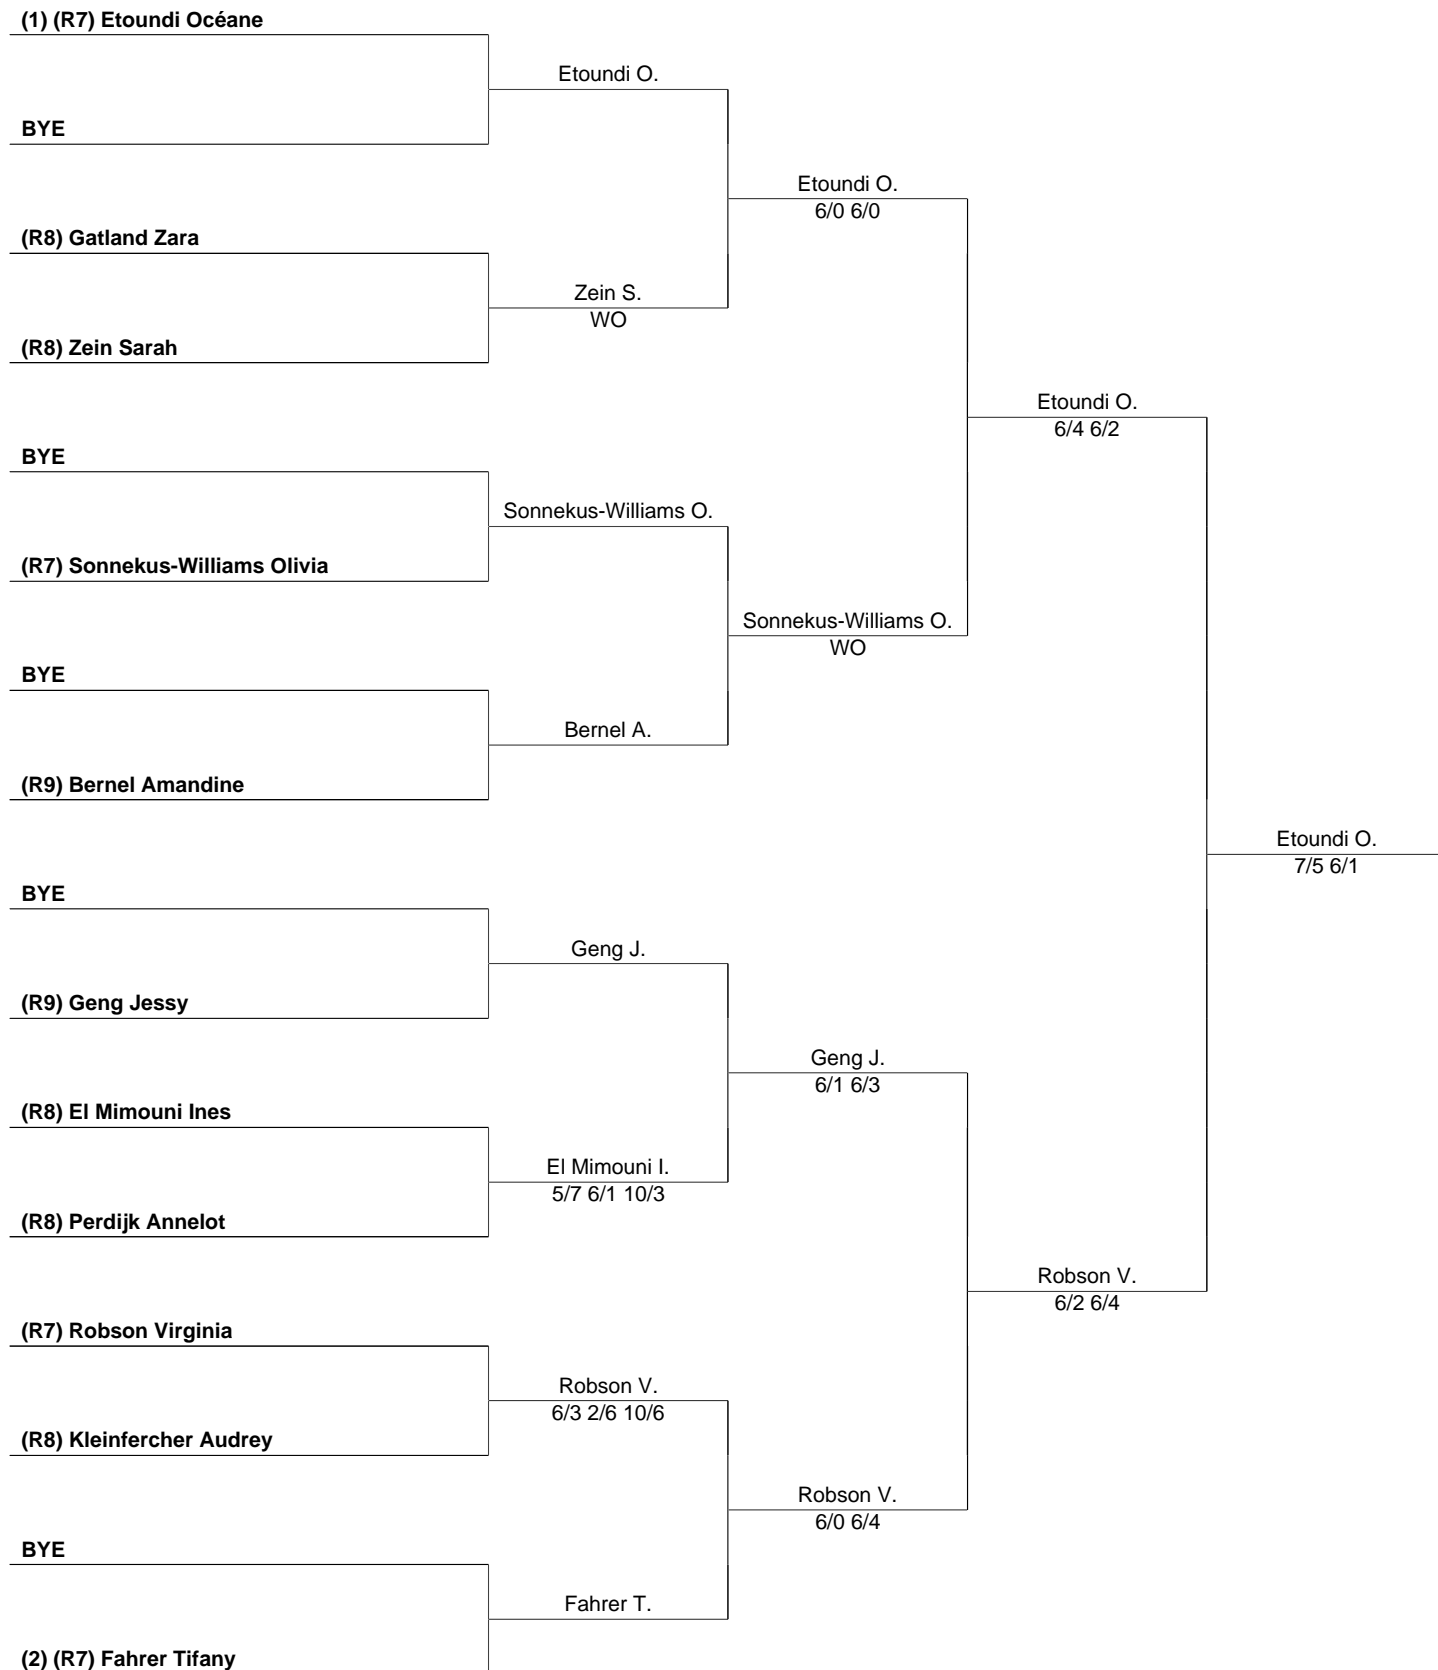 (1) (R7) Etoundi Océane
Etoundi O.
BYE
Etoundi O.
6/0 6/0
(R8) Gatland Zara
Zein S.
WO
(R8) Zein Sarah
Etoundi O.
6/4 6/2
BYE
Sonnekus-Williams O.
(R7) Sonnekus-Williams Olivia
Sonnekus-Williams O.
WO
BYE
Bernel A.
(R9) Bernel Amandine
Etoundi O.
7/5 6/1
BYE
Geng J.
(R9) Geng Jessy
Geng J.
6/1 6/3
(R8) El Mimouni Ines
El Mimouni I.
5/7 6/1 10/3
(R8) Perdijk Annelot
Robson V.
6/2 6/4
(R7) Robson Virginia
Robson V.
6/3 2/6 10/6
(R8) Kleinfercher Audrey
Robson V.
6/0 6/4
BYE
Fahrer T.
(2) (R7) Fahrer Tifany